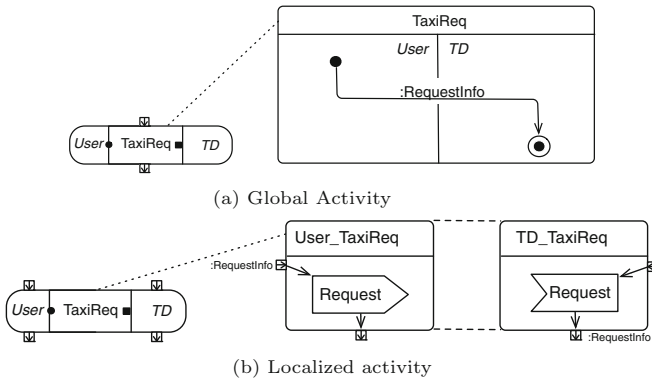 TaxiReq
User TD
:RequestInfo
User TaxiReq TD
(a) Global Activity
User_TaxiReq TD_TaxiReq
:RequestInfo
Request Request
User TaxiReq TD
:RequestInfo
(b) Localized activity